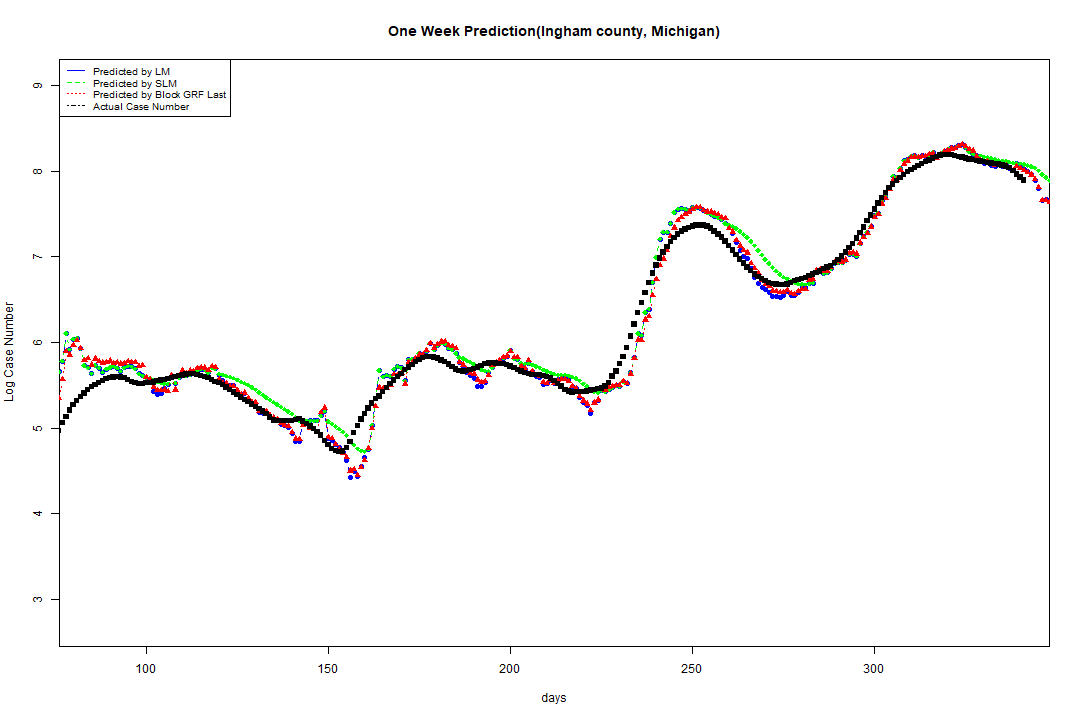 One Week Prediction(Ingham county, Michigan)
Predicted by LM
Predicted by SLM
Predicted by Block GRF Last
Actual Case Number
Log Case Number
9
8
7
6
5
4
3
100 150 200 250 300
days